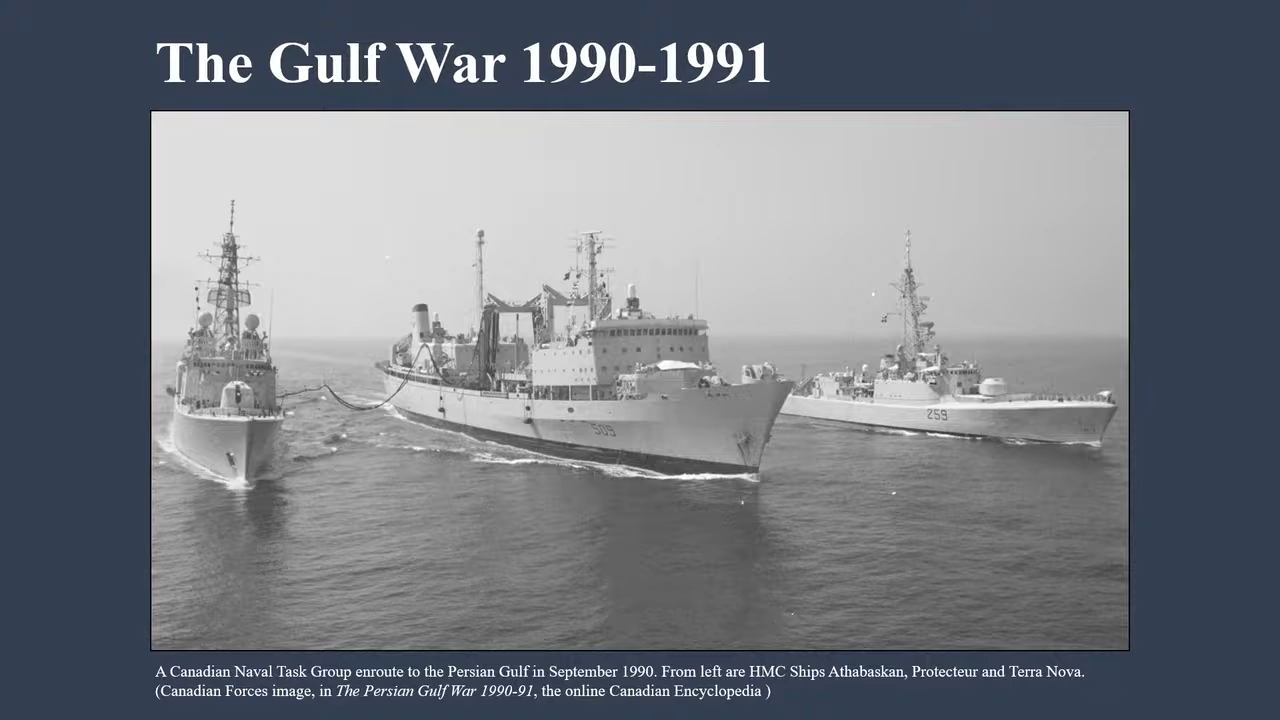 The Gulf War 1990-1991
509
259
A Canadian Naval Task Group enroute to the Persian Gulf in September 1990. From left are HMC Ships Athabaskan, Protecteur and Terra Nova.
(Canadian Forces image, in The Persian Gulf War 1990-91, the online Canadian Encyclopedia )